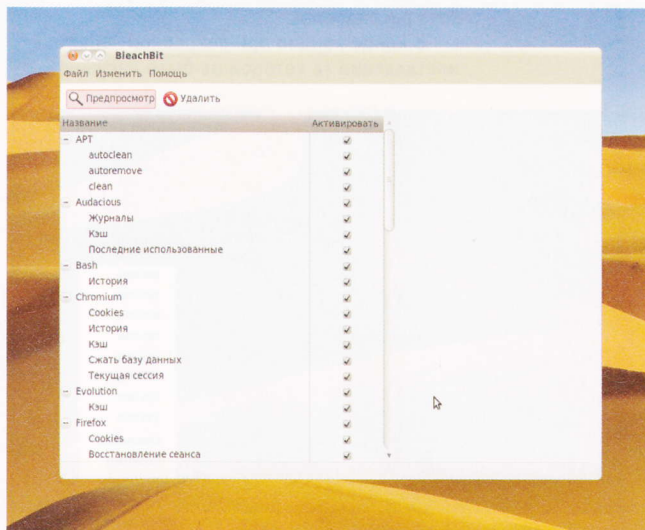 BleachBit
Файл Изменить Помощь
Предпросмотр Удалить
Название Активировать
APT
autoclean
autoremove
clean
Audacious
Журналы
Кэш
Последние использованные
Bash
История
Chromium
Cookies
История
Кэш
Сжать базу данных
Текущая сессия
Evolution
Кэш
Firefox
Cookies
Восстановление сеанса